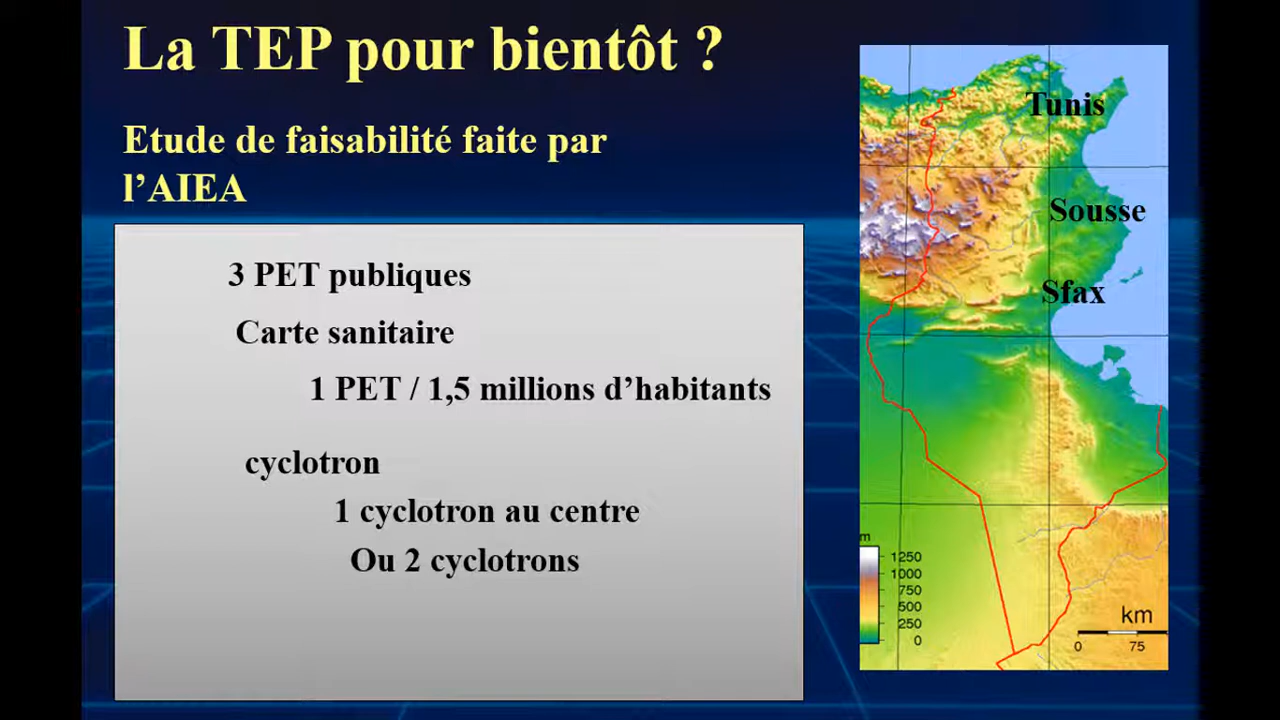 La TEP pour bientôt ?
Etude de faisabilité faite par
l’AIEA
3 PET publiques
Carte sanitaire
1 PET / 1,5 millions d’habitants
cyclotron
1 cyclotron au centre
Ou 2 cyclotrons
Tunis
Sousse
Sfax
m
1250
1000
750
500
250
0
km
0 75